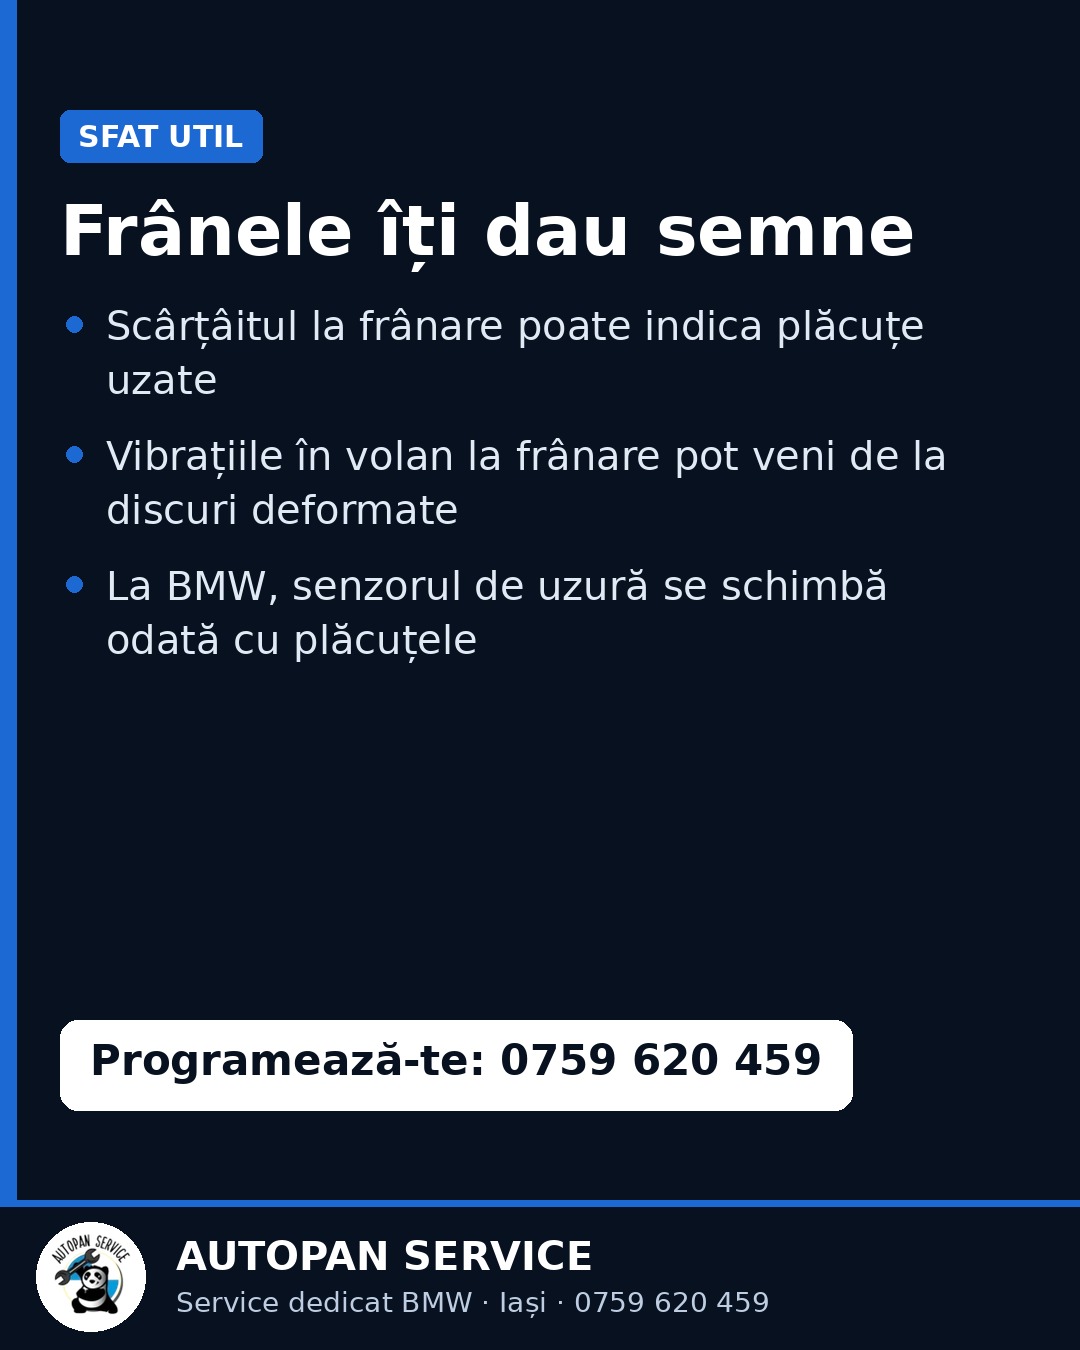 SFAT UTIL
Frânele îți dau semne
Scârțâitul la frânare poate indica plăcuțe
uzate
Vibrațiile în volan la frânare pot veni de la
discuri deformate
La BMW, senzorul de uzură se schimbă
odată cu plăcuțele
Programează-te: 0759 620 459
AUTOPAN SERVICE
AUTOPAN SERVICE
Service dedicat BMW · Iași · 0759 620 459